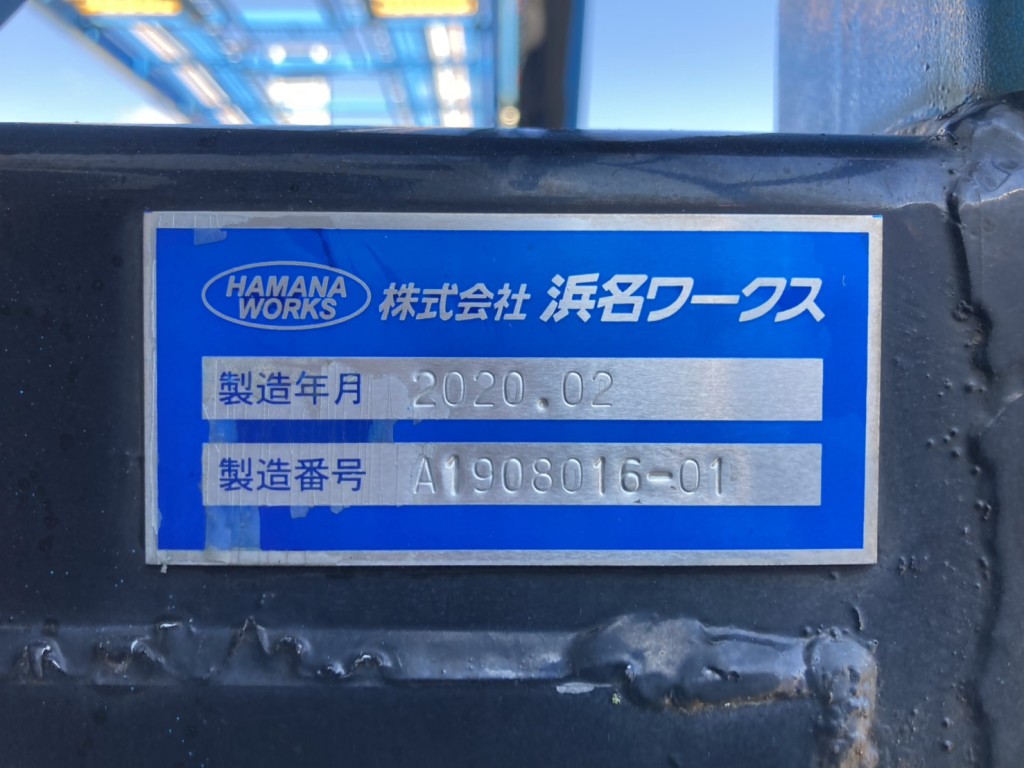 HAMANA
WORKS
株式会社 浜名ワークス
製造年月 2020.02
製造番号 A1908016-01